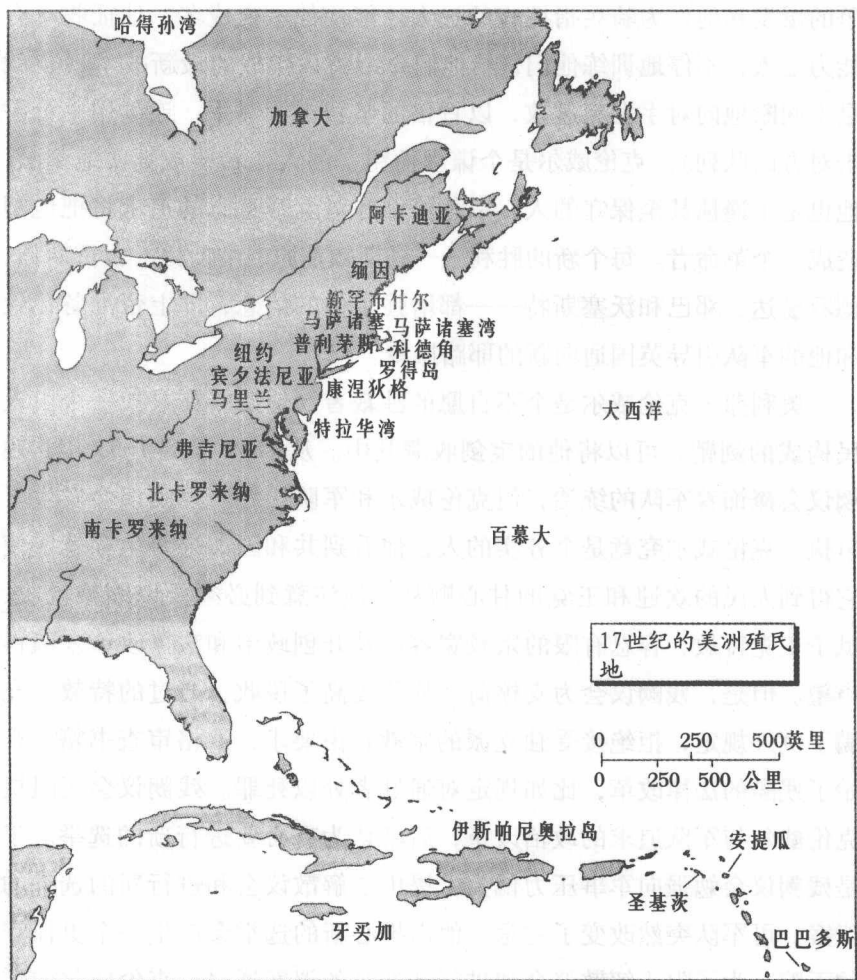 哈得孙湾
加拿大
阿卡迪亚
缅因
新罕布什尔
马萨诸塞
马萨诸塞湾
普利茅斯
科德角
罗得岛
纽约
宾夕法尼亚
康涅狄格
马里兰
特拉华湾
大西洋
弗吉尼亚
北卡罗来纳
南卡罗来纳
百慕大
17世纪的美洲殖民
地
0 250 500英里
0 250 500 公里
伊斯帕尼奥拉岛
安提瓜
圣基茨
牙买加
巴巴多斯